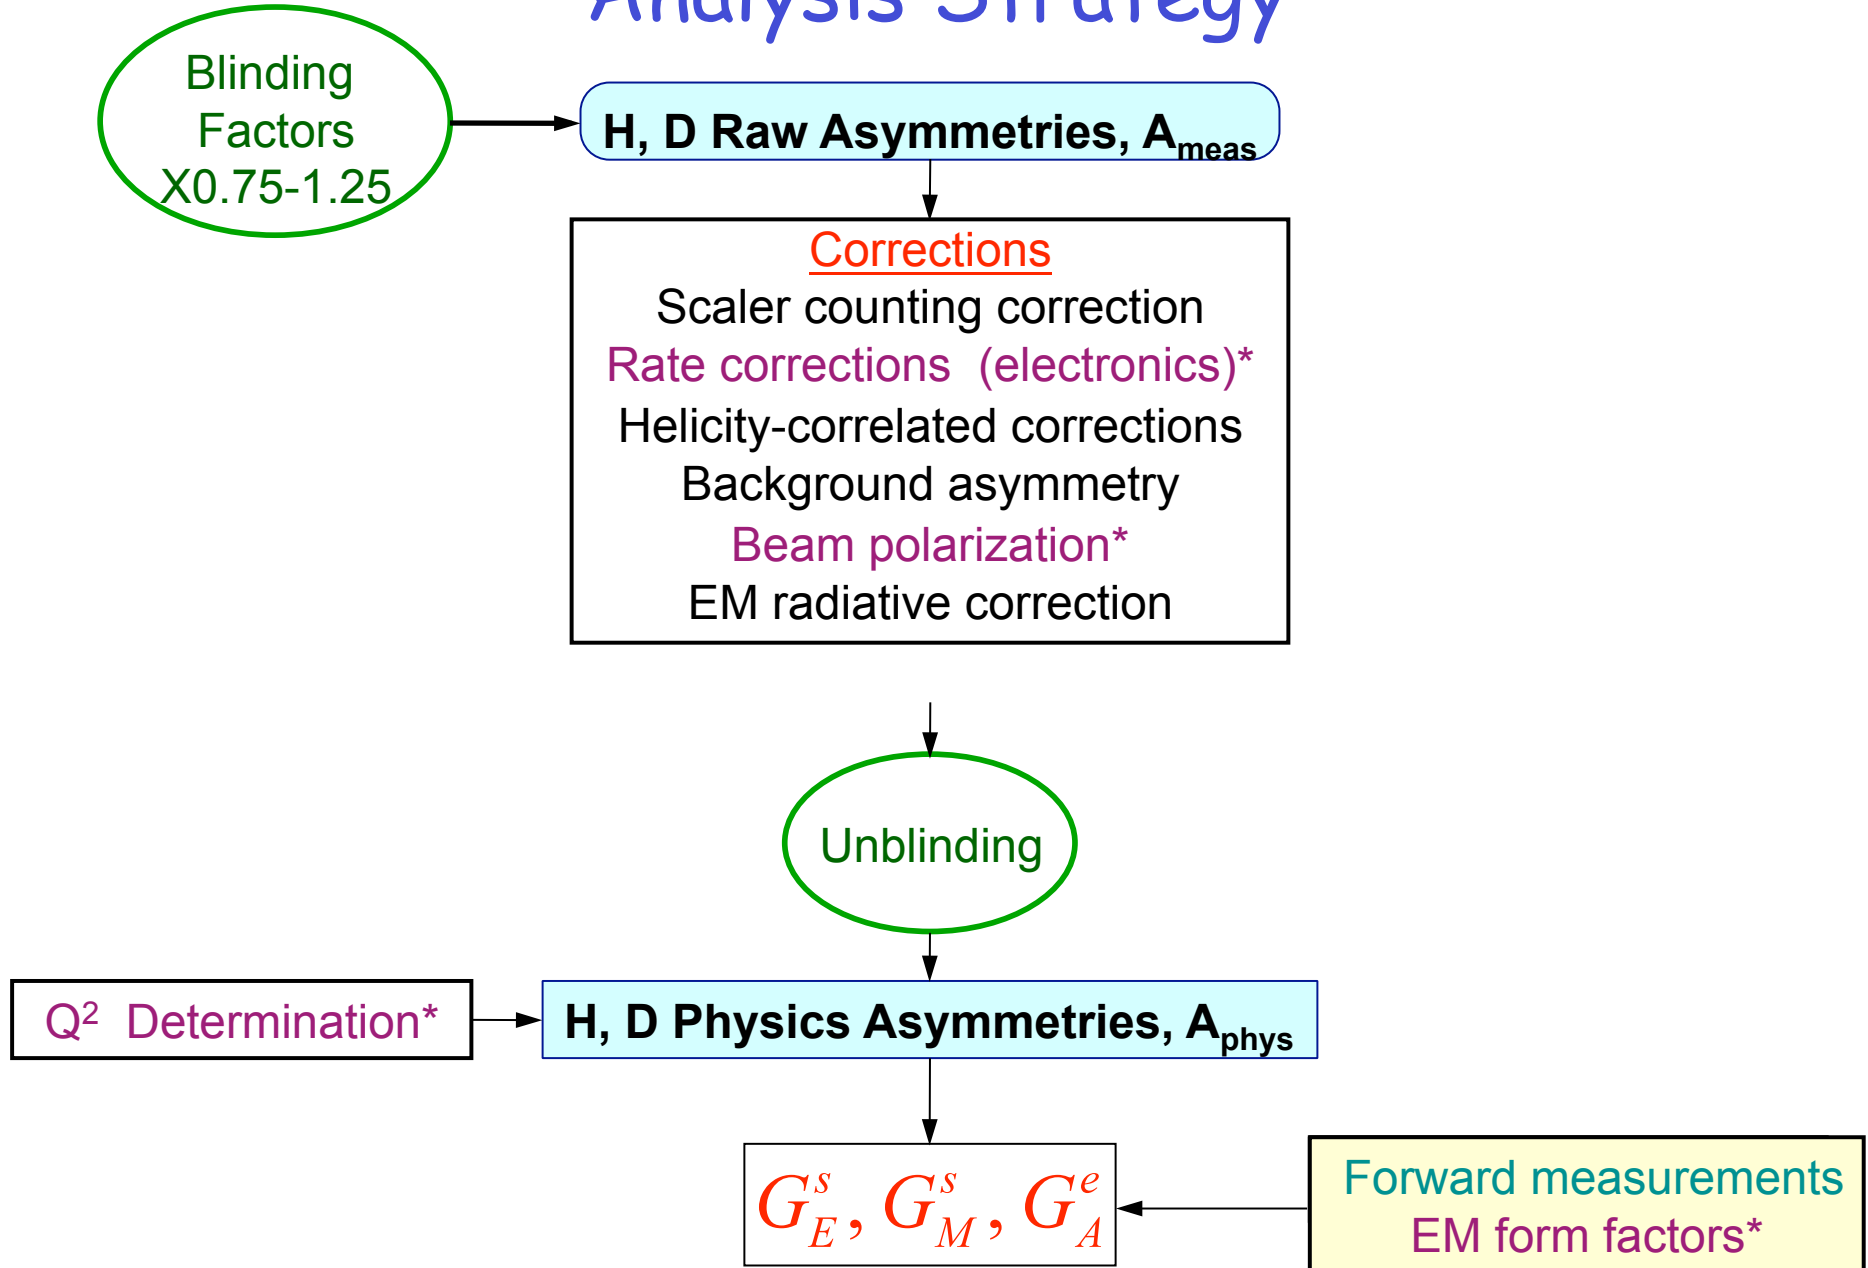 Analysis Strategy
Blinding
Factors
X0.75-1.25
H, D Raw Asymmetries, A_meas
Corrections
Scaler counting correction
Rate corrections (electronics)*
Helicity-correlated corrections
Background asymmetry
Beam polarization*
EM radiative correction
Unblinding
Q² Determination*
H, D Physics Asymmetries, A_phys
G_E^s, G_M^s, G_A^e
Forward measurements
EM form factors*